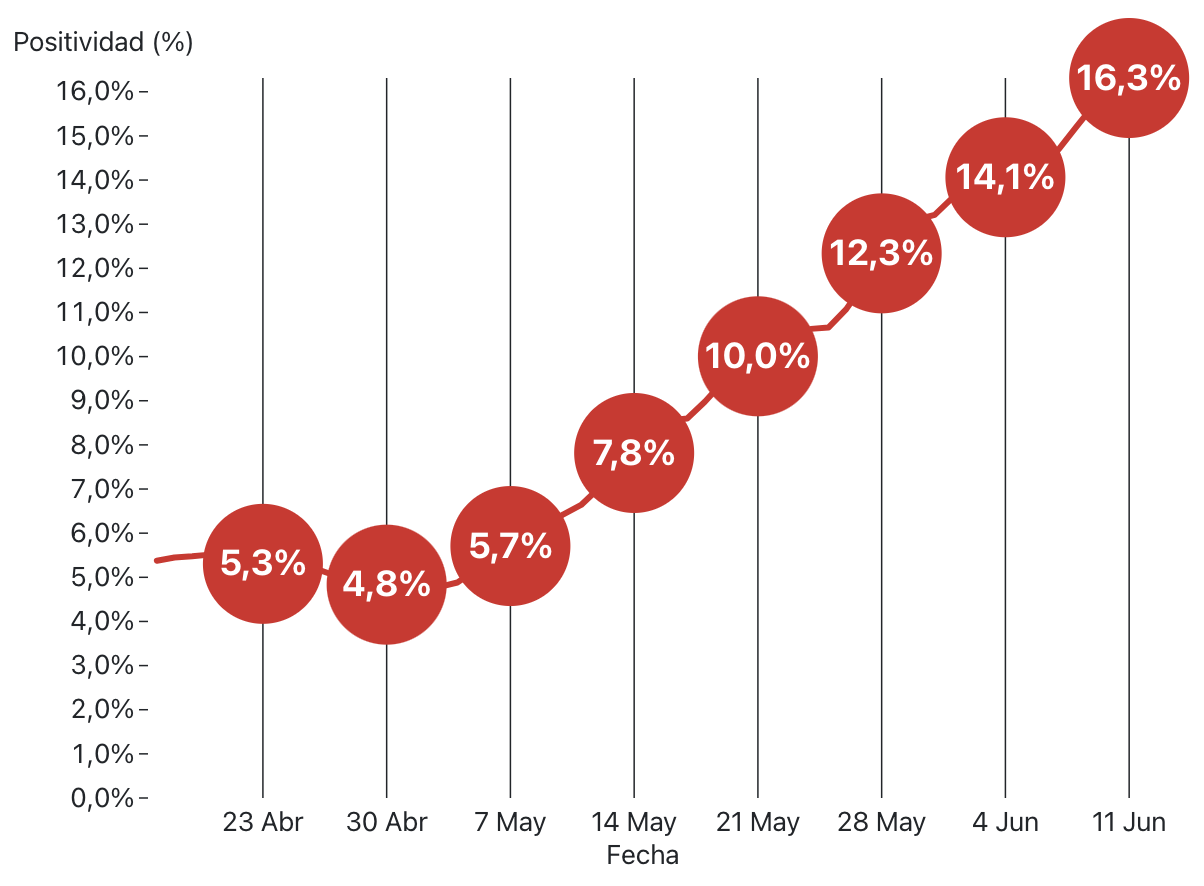 Positividad (%)
16,0%
15,0%
14,0%
13,0%
12,0%
11,0%
10,0%
9,0%
8,0%
7,0%
6,0%
5,0%
4,0%
3,0%
2,0%
1,0%
0,0%
5,3%
4,8%
5,7%
7,8%
10,0%
12,3%
14,1%
16,3%
23 Abr
30 Abr
7 May
14 May
21 May
28 May
4 Jun
11 Jun
Fecha